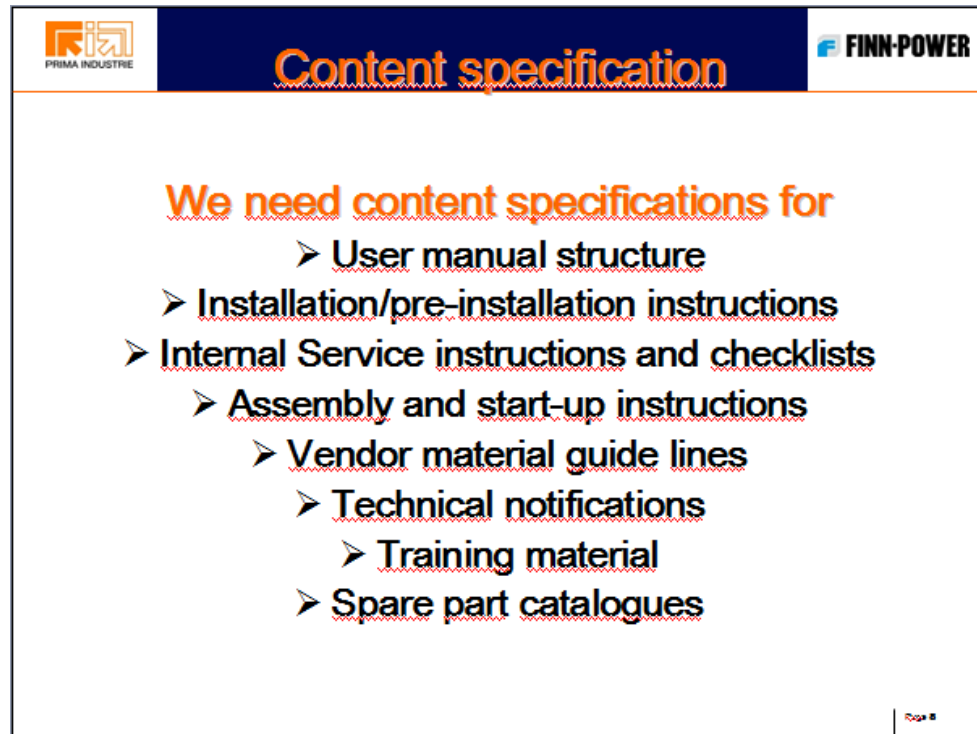 PRIMA INDUSTRIE
Content specification
FINN-POWER
We need content specifications for
User manual structure
Installation/pre-installation instructions
Internal Service instructions and checklists
Assembly and start-up instructions
Vendor material guide lines
Technical notifications
Training material
Spare part catalogues
Page 8